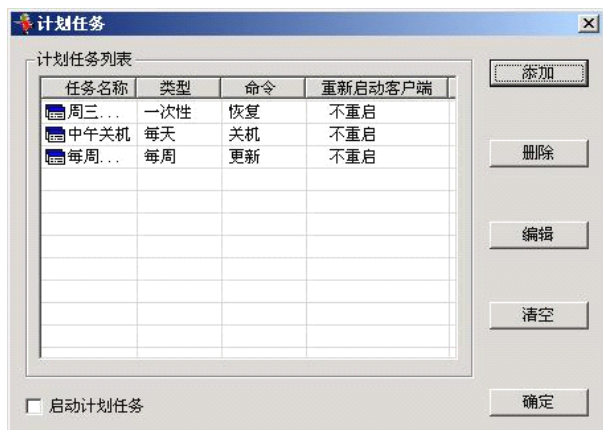 计划任务
计划任务列表
任务名称 类型 命令 重新启动客户端
周三... 一次性 恢复 不重启
中午关机 每天 关机 不重启
每周... 每周 更新 不重启
添加
删除
编辑
清空
启动计划任务
确定